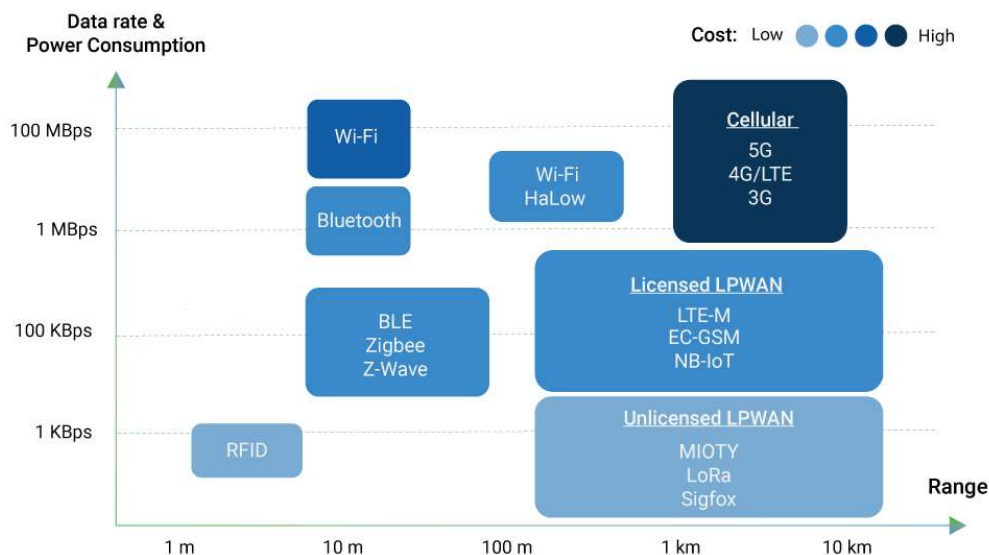 Data rate &
Power Consumption
Cost: Low High
100 MBps
Wi-Fi
Cellular
5G
4G/LTE
3G
Wi-Fi
HaLow
Bluetooth
1 MBps
Licensed LPWAN
LTE-M
EC-GSM
NB-IoT
BLE
Zigbee
Z-Wave
100 KBps
Unlicensed LPWAN
MIOTY
LoRa
Sigfox
1 KBps
RFID
Range
1 m 10 m 100 m 1 km 10 km